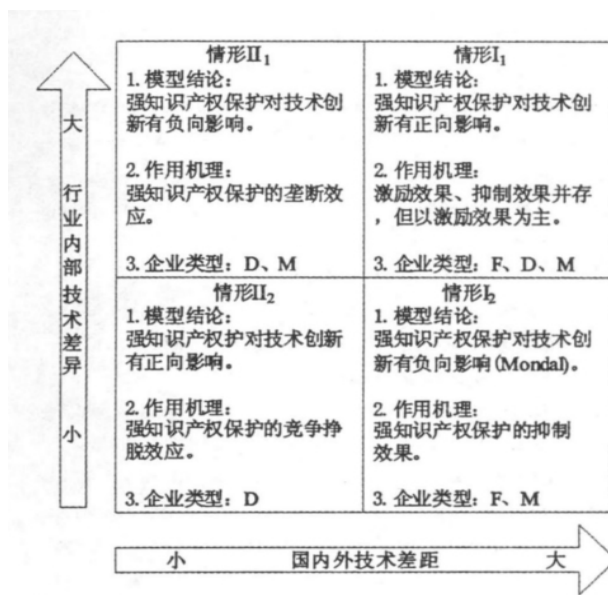 情形II₁
1. 模型结论：
强知识产权保护对技术创
新有负向影响。
2. 作用机理：
强知识产权保护的垄断效
应。
3. 企业类型：D、M
情形I₁
1. 模型结论：
强知识产权保护对技术创
新有正向影响。
2. 作用机理：
激励效果、抑制效果并存
，但以激励效果为主。
3. 企业类型：F、D、M
情形II₂
1. 模型结论：
强知识产权护对技术创新
有正向影响。
2. 作用机理：
强知识产权保护的竞争挣
脱效应。
3. 企业类型：D
情形I₂
1. 模型结论：
强知识产权保护对技术创
新有负向影响(Mondal)。
2. 作用机理：
强知识产权保护的抑制
效果。
3. 企业类型：F、M
大 行业内部技术差异 小
小 国内外技术差距 大